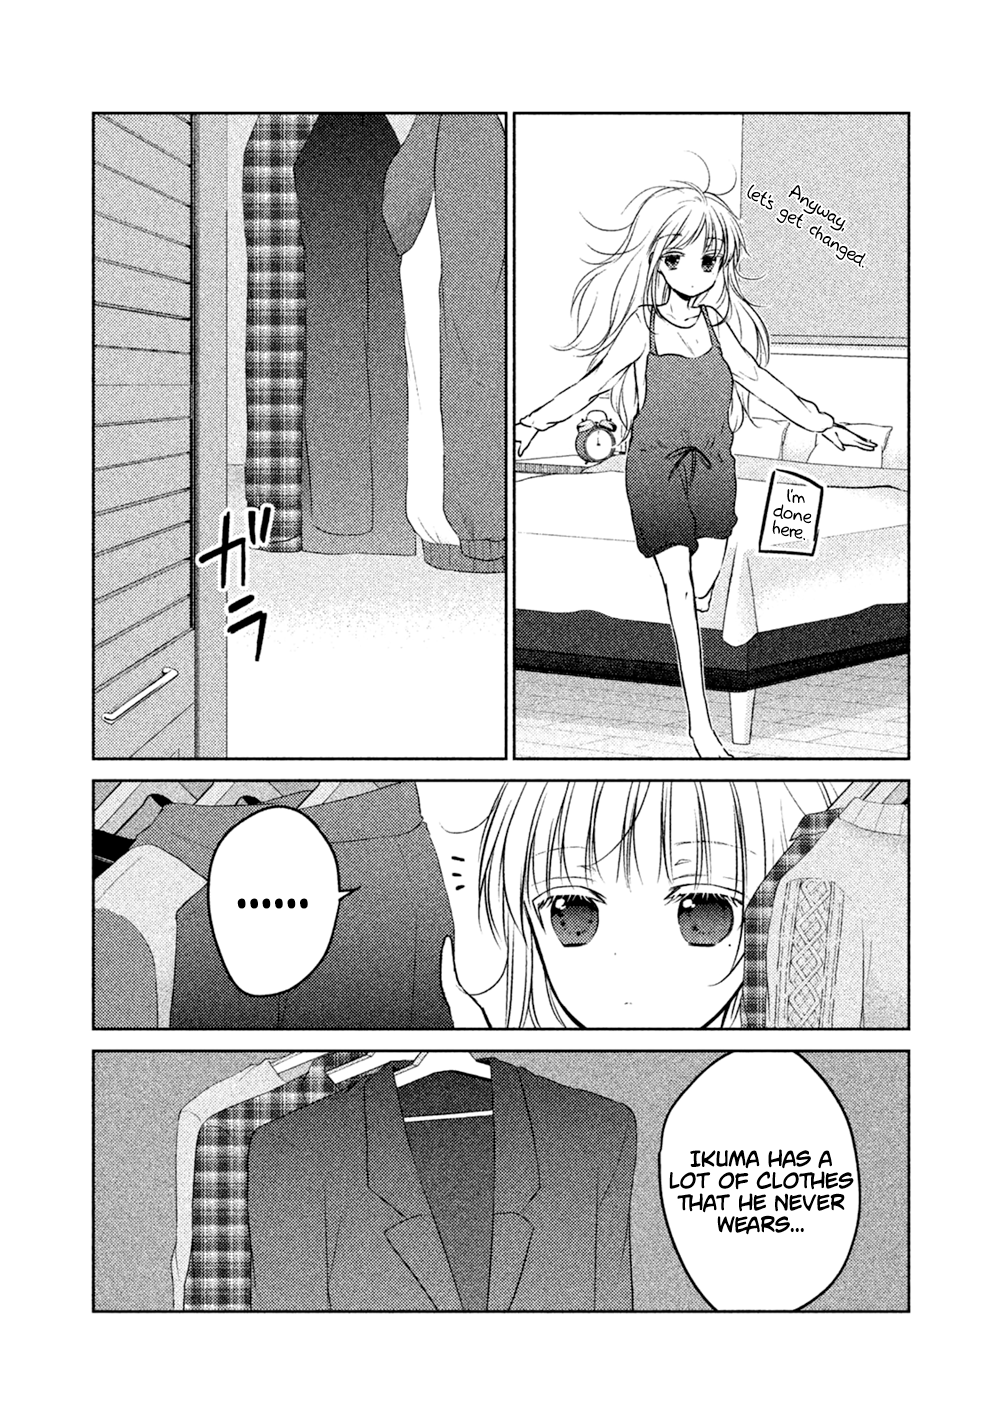 Anyway,
let's get changed.
I'm
done
here.
ガ
ラ
......
IKUMA HAS A
LOT OF CLOTHES
THAT HE NEVER
WEARS...